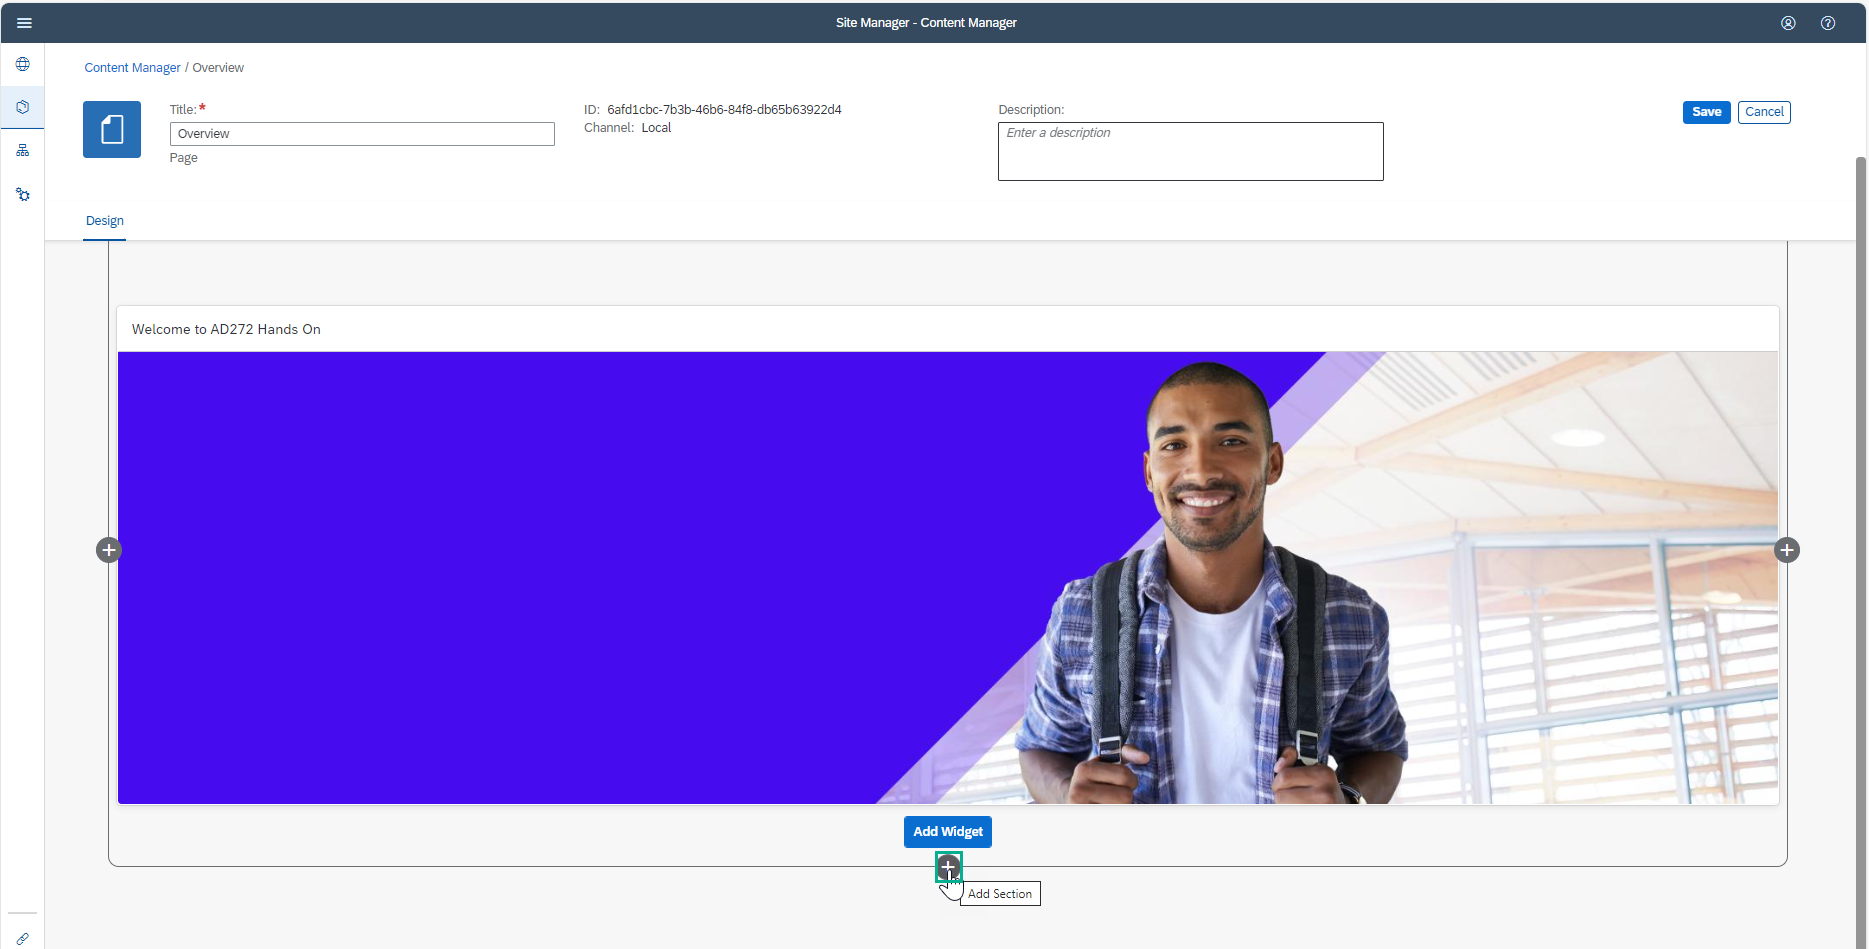 Site Manager - Content Manager
Content Manager / Overview
Title:*
Overview
Page
ID: 6afd1cbc-7b3b-46b6-84f8-db65b63922d4
Channel: Local
Description:
Enter a description
Save
Cancel
Design
Welcome to AD272 Hands On
Add Widget
Add Section